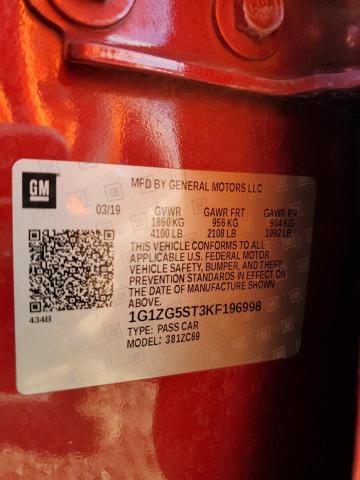 GM
MFD BY GENERAL MOTORS LLC
03/19 GVWR GAWR FRT GAWR RR
1860 KG 956 KG 904 KG
4100 LB 2108 LB 1992 LB
THIS VEHICLE CONFORMS TO ALL
APPLICABLE U.S. FEDERAL MOTOR
VEHICLE SAFETY, BUMPER, AND THEFT
PREVENTION STANDARDS IN EFFECT ON
THE DATE OF MANUFACTURE SHOWN
ABOVE.
434B
1G1ZG5ST3KF196998
TYPE: PASS CAR
MODEL: 381ZC69